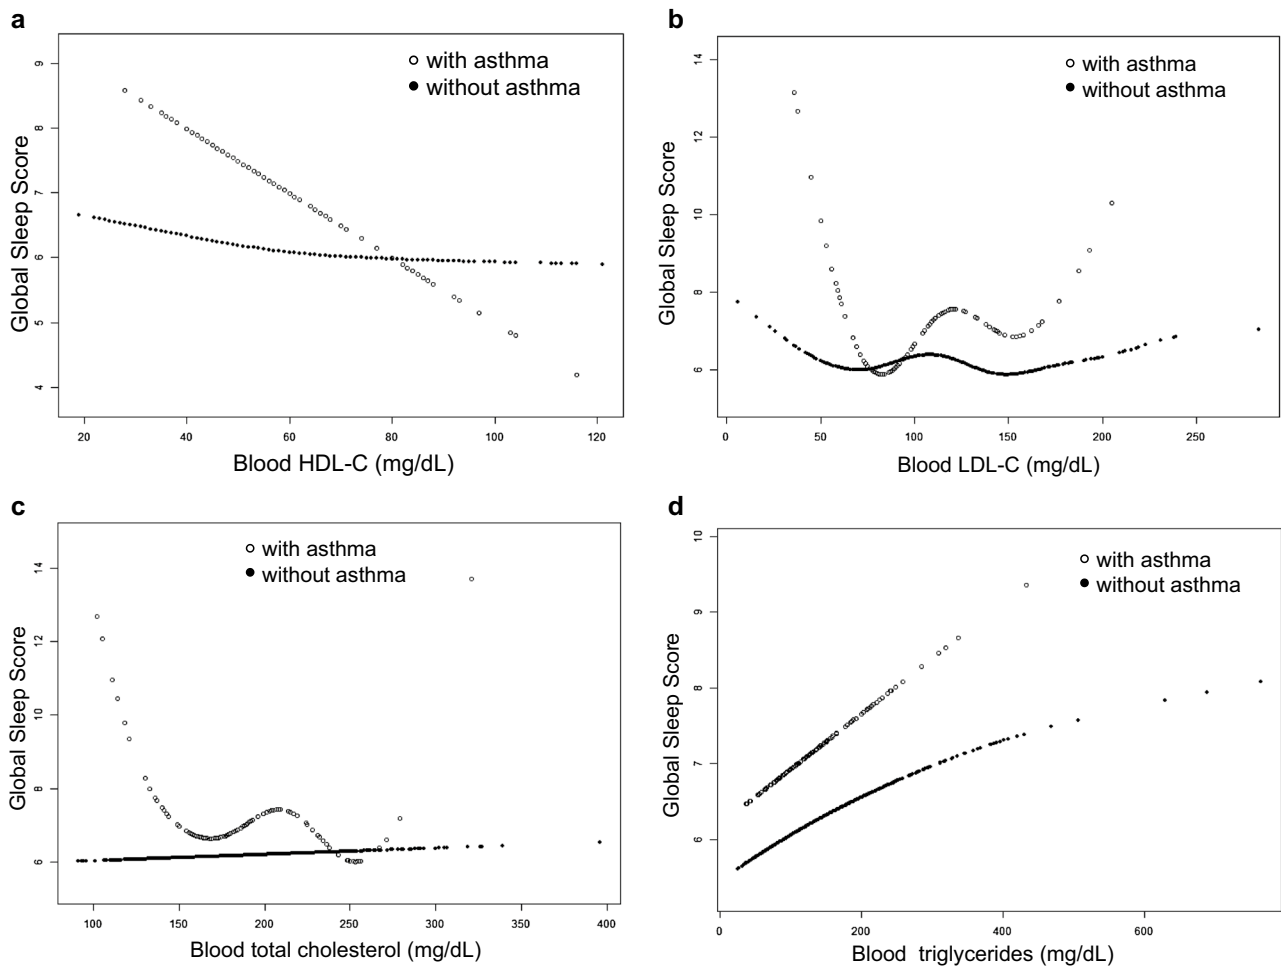 a
with asthma
without asthma
9
8
7
6
5
4
Global Sleep Score
20 40 60 80 100 120
Blood HDL-C (mg/dL)
b
with asthma
without asthma
14
12
10
8
6
Global Sleep Score
0 50 100 150 200 250
Blood LDL-C (mg/dL)
c
with asthma
without asthma
14
12
10
8
6
Global Sleep Score
100 150 200 250 300 350 400
Blood total cholesterol (mg/dL)
d
with asthma
without asthma
10
9
8
7
6
Global Sleep Score
0 200 400 600
Blood triglycerides (mg/dL)